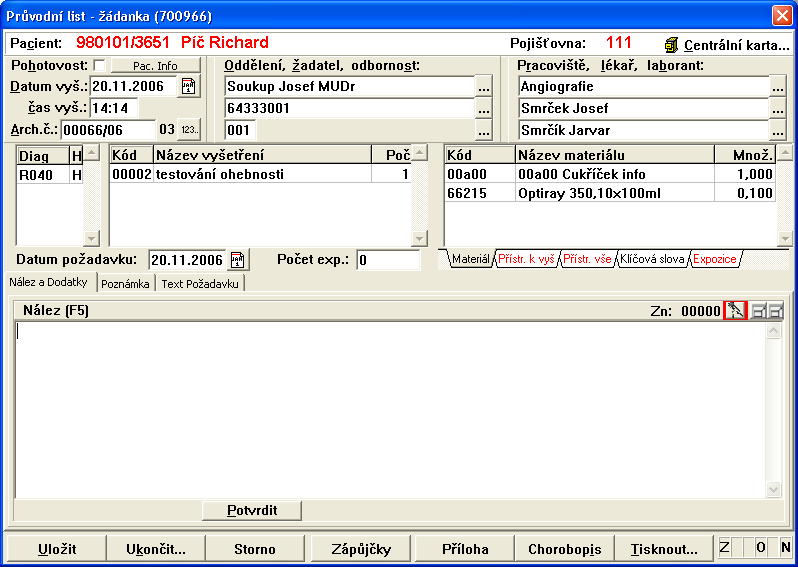 Průvodní list - žádanka (700966)
Pacient: 980101/3651 Píč Richard Pojišťovna: 111 Centrální karta...
Pohotovost: Pac. Info Oddělení, žadatel, odbornost: Pracoviště, lékář, laborant:
Datum vyš.: 20.11.2006 Soukup Josef MUDr ... Angiografie ...
čas vyš.: 14:14 64333001 ... Smrček Josef ...
Arch.č.: 00066/06 03 123.. 001 ... Smrčík Jarvar ...
Diag H Kód Název vyšetření Poč Kód Název materiálu Množ.
R040 H 00002 testování ohebnosti 1 00a00 00a00 Cukříček info 1,000
66215 Optiray 350,10x100ml 0,100
Datum požadavku: 20.11.2006 Počet exp.: 0 Materiál Přístr. k vyš Přístr. vše Klíčová slova Expozice
Nález a Dodatky Poznámka Text Požadavku
Nález (F5) Zn: 00000
Potvrdit
Uložit Ukončit... Storno Zápůjčky Příloha Chorobopis Tisknout... Z O N